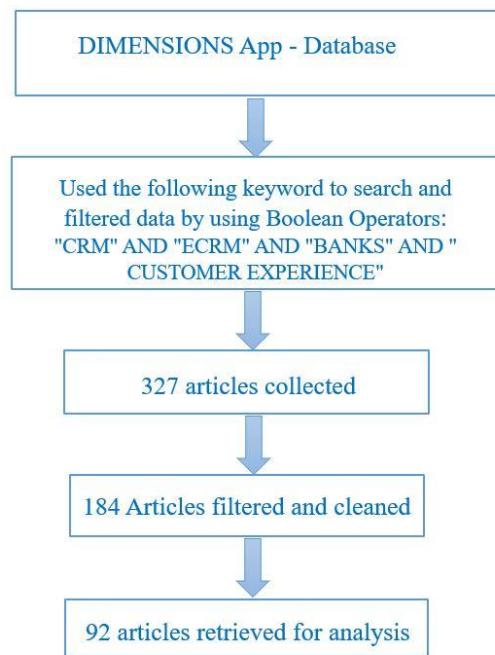 DIMENSIONS App - Database
Used the following keyword to search and
filtered data by using Boolean Operators:
"CRM" AND "ECRM" AND "BANKS" AND "
CUSTOMER EXPERIENCE"
327 articles collected
184 Articles filtered and cleaned
92 articles retrieved for analysis